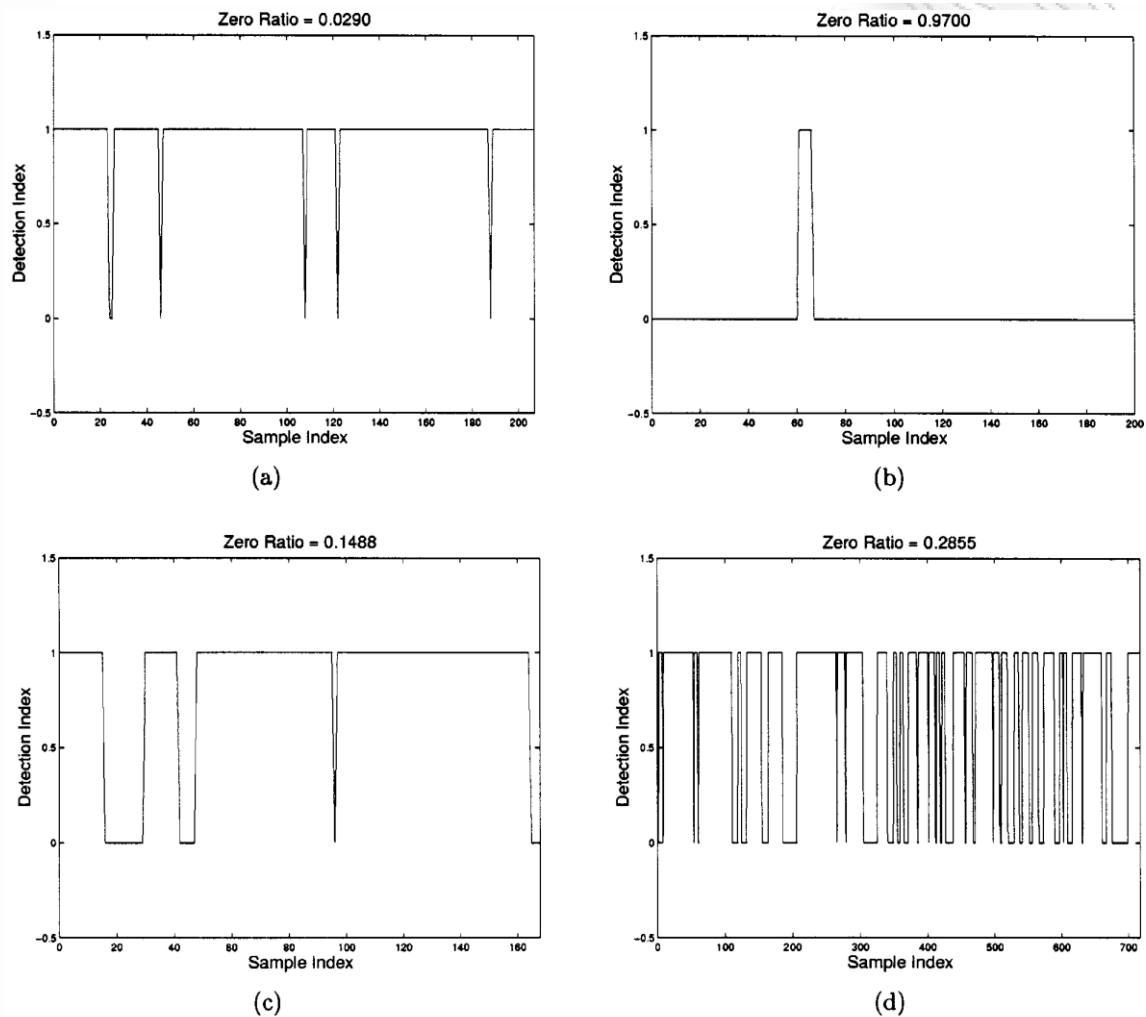 Zero Ratio = 0.0290
1.5
1
0.5
0
−0.5
Detection Index
0 20 40 60 80 100 120 140 160 180 200
Sample Index
(a)
Zero Ratio = 0.9700
1.5
1
0.5
0
−0.5
Detection Index
0 20 40 60 80 100 120 140 160 180 200
Sample Index
(b)
Zero Ratio = 0.1488
1.5
1
0.5
0
−0.5
Detection Index
0 20 40 60 80 100 120 140 160
Sample Index
(c)
Zero Ratio = 0.2855
1.5
1
0.5
0
−0.5
Detection Index
0 100 200 300 400 500 600 700
Sample Index
(d)